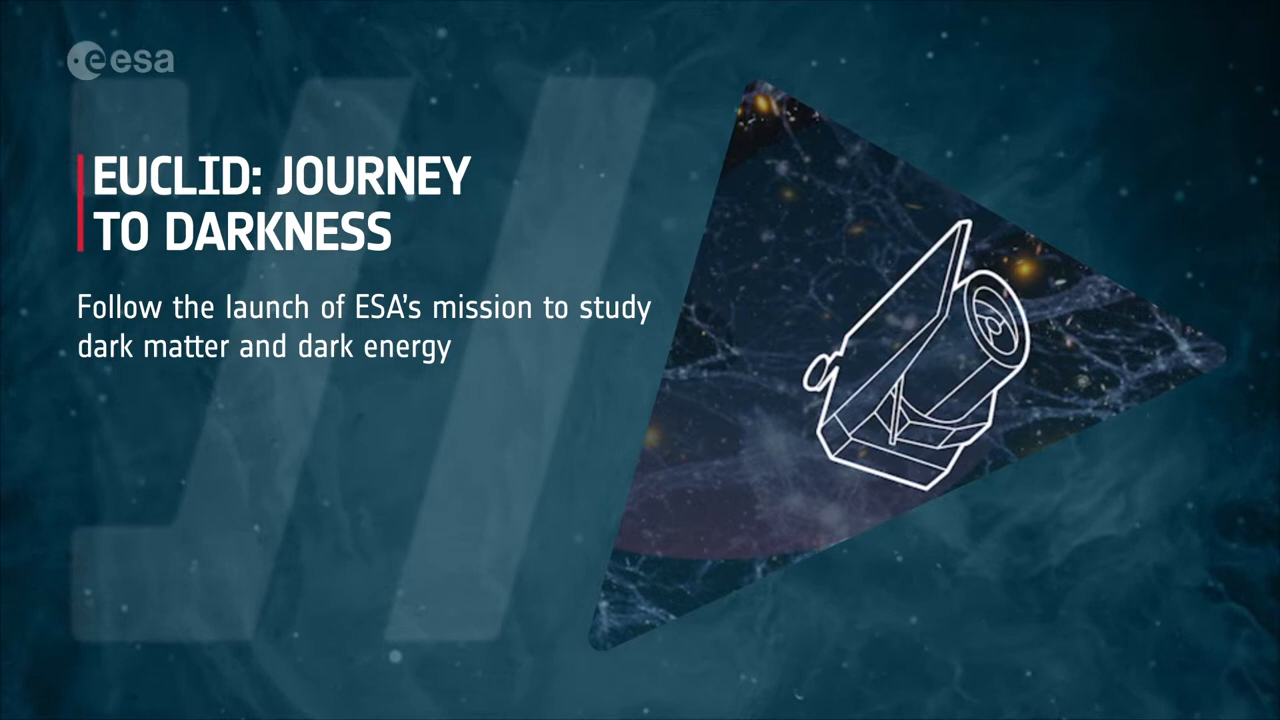 esa
EUCLID: JOURNEY
TO DARKNESS
Follow the launch of ESA's mission to study
dark matter and dark energy